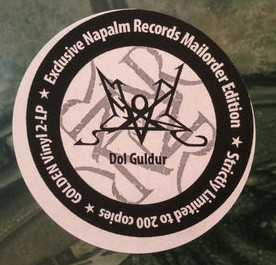 ★ Exclusive Napalm Records Mailorder Edition ★ Strictly Limited to 200 copies ★ GOLDEN Vinyl 2-LP
Dol Guldur